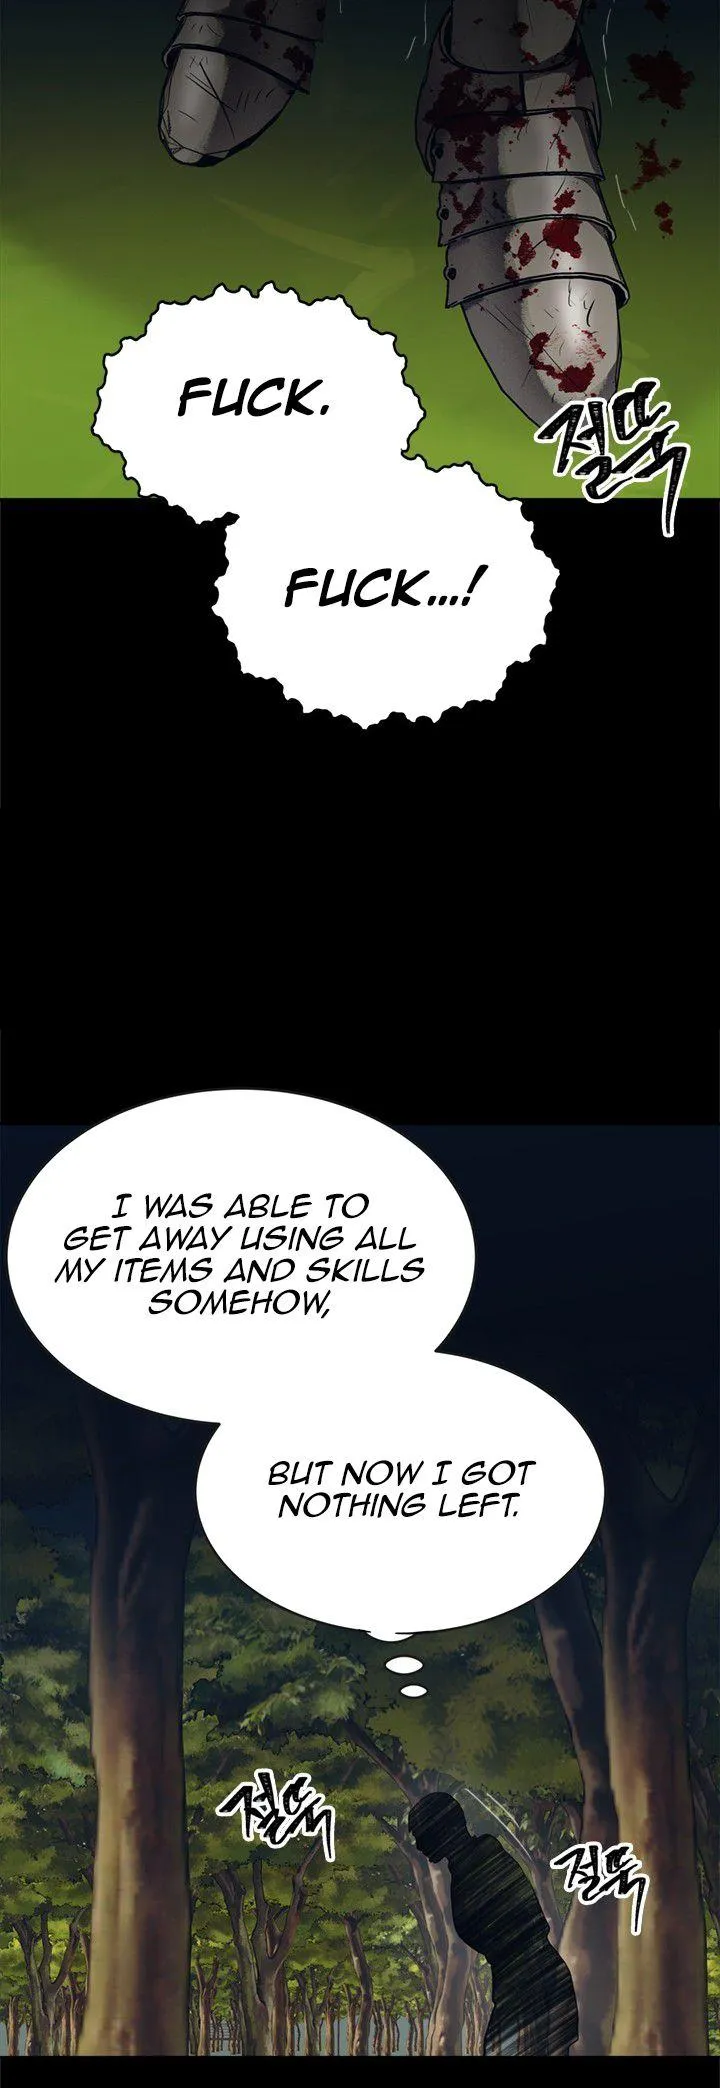 FUCK.
절뚝
FUCK...!
I WAS ABLE TO
GET AWAY USING ALL
MY ITEMS AND SKILLS
SOMEHOW,
BUT NOW I GOT
NOTHING LEFT.
절뚝
절뚝